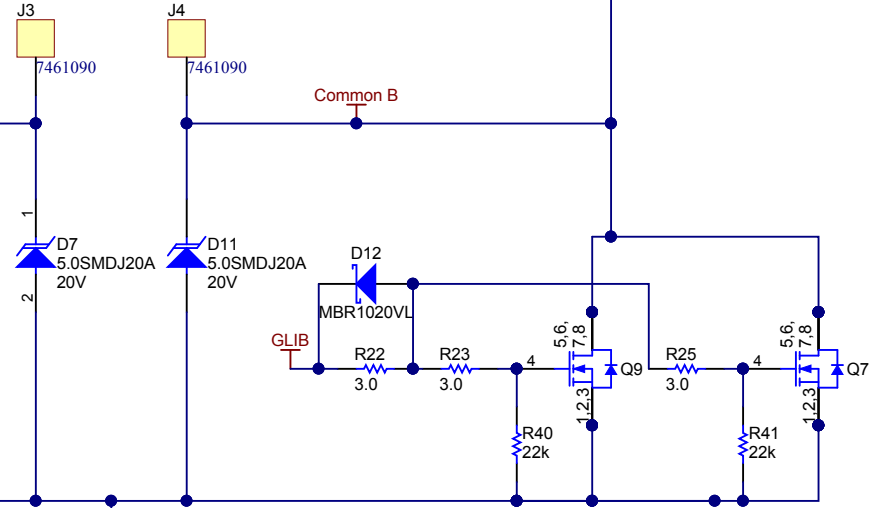 J3
J4
7461090
7461090
Common B
1
D7
5.0SMDJ20A
20V
2
D11
5.0SMDJ20A
20V
D12
MBR1020VL
GLIB
R22
3.0
R23
3.0
4
5,6,
7,8
Q9
1,2,3
R40
22k
R25
3.0
4
5,6,
7,8
Q7
1,2,3
R41
22k